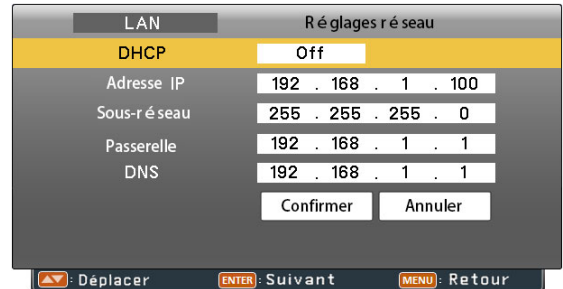 LAN Réglages réseau
DHCP Off
Adresse IP 192 . 168 . 1 . 100
Sous-réseau 255 . 255 . 255 . 0
Passerelle 192 . 168 . 1 . 1
DNS 192 . 168 . 1 . 1
Confirmer Annuler
: Déplacer ENTER : Suivant MENU : Retour